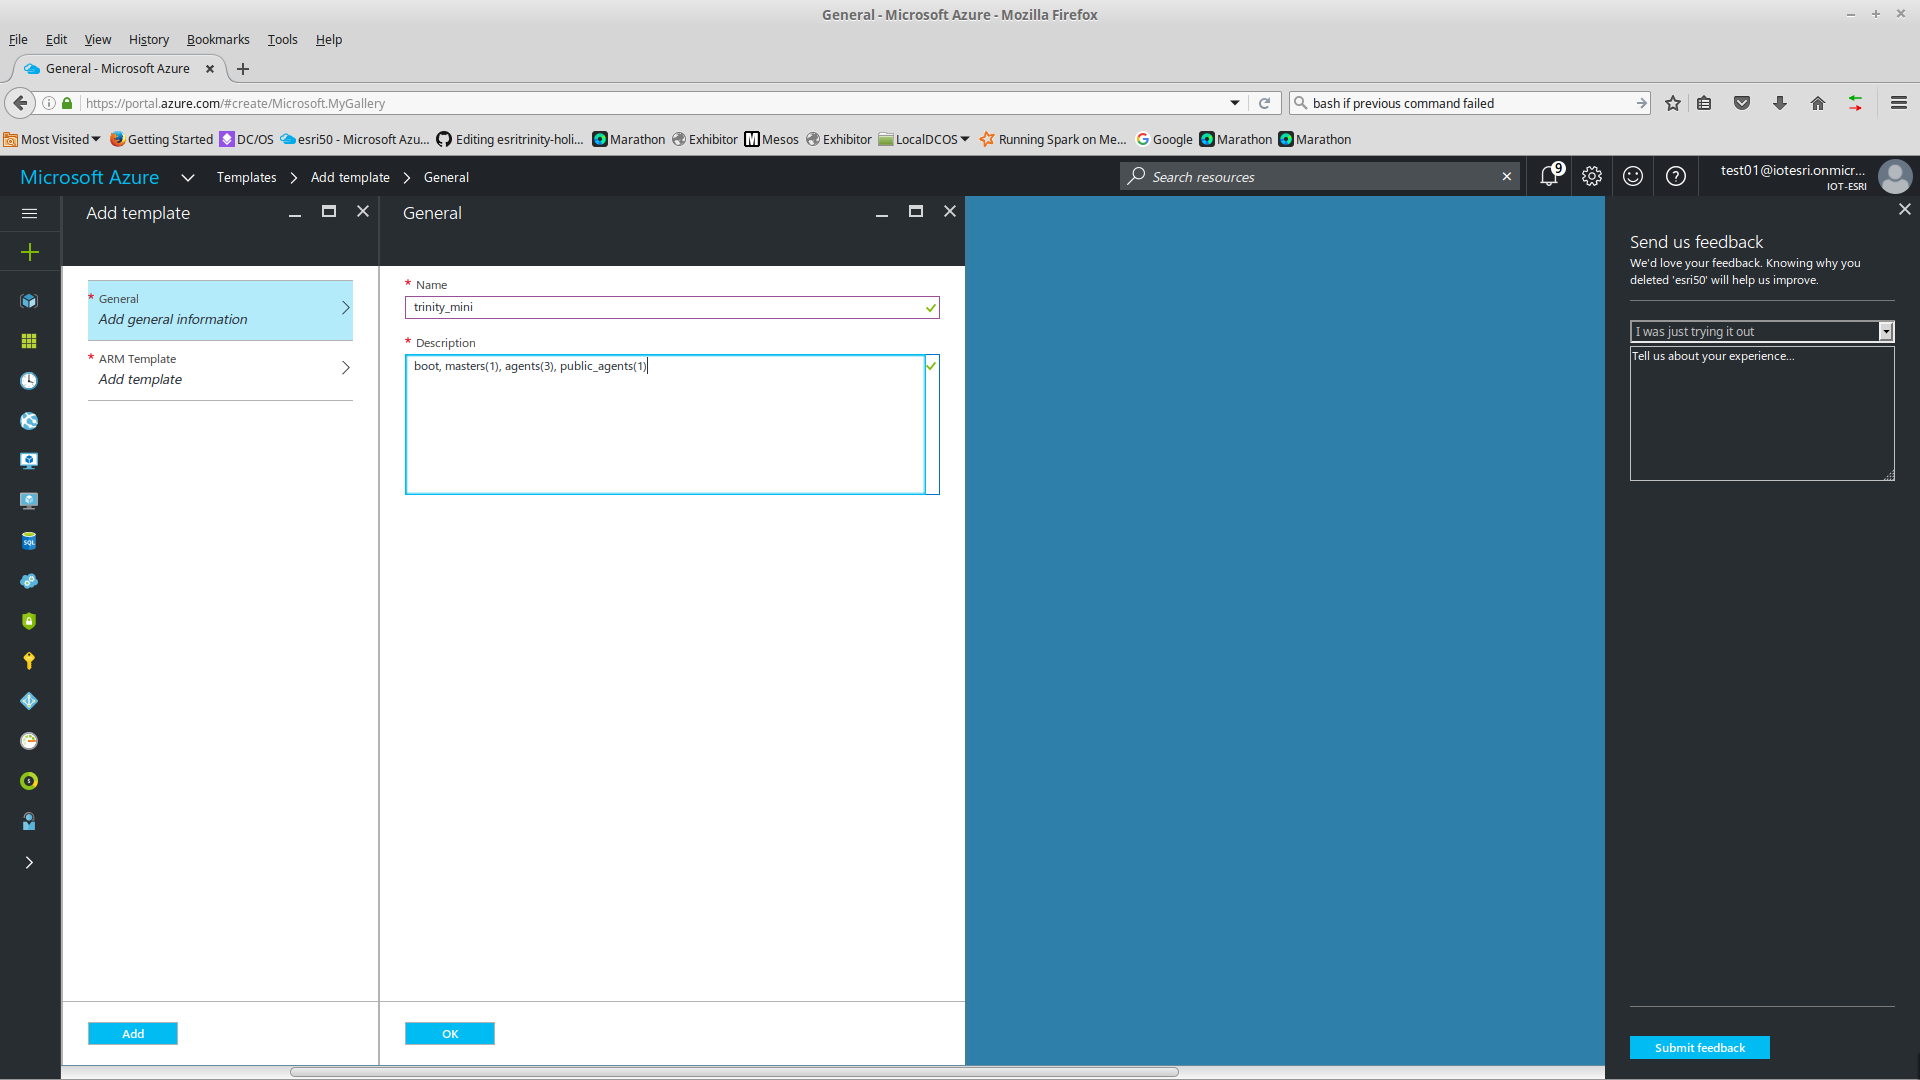 General - Microsoft Azure - Mozilla Firefox
File Edit View History Bookmarks Tools Help
General - Microsoft Azure
https://portal.azure.com/#create/Microsoft.MyGallery
bash if previous command failed
Most Visited Getting Started DC/OS esri50 - Microsoft Azu... Editing esritrinity-holi... Marathon Exhibitor Mesos Exhibitor LocalDCOS Running Spark on Me... Google Marathon Marathon
Microsoft Azure Templates Add template General
Search resources
9
test01@iotesri.onmicr...
IOT-ESRI
Add template
* General
Add general information
* ARM Template
Add template
Add
General
* Name
trinity_mini
* Description
boot, masters(1), agents(3), public_agents(1)
OK
Send us feedback
We'd love your feedback. Knowing why you
deleted 'esri50' will help us improve.
I was just trying it out
Tell us about your experience...
Submit feedback